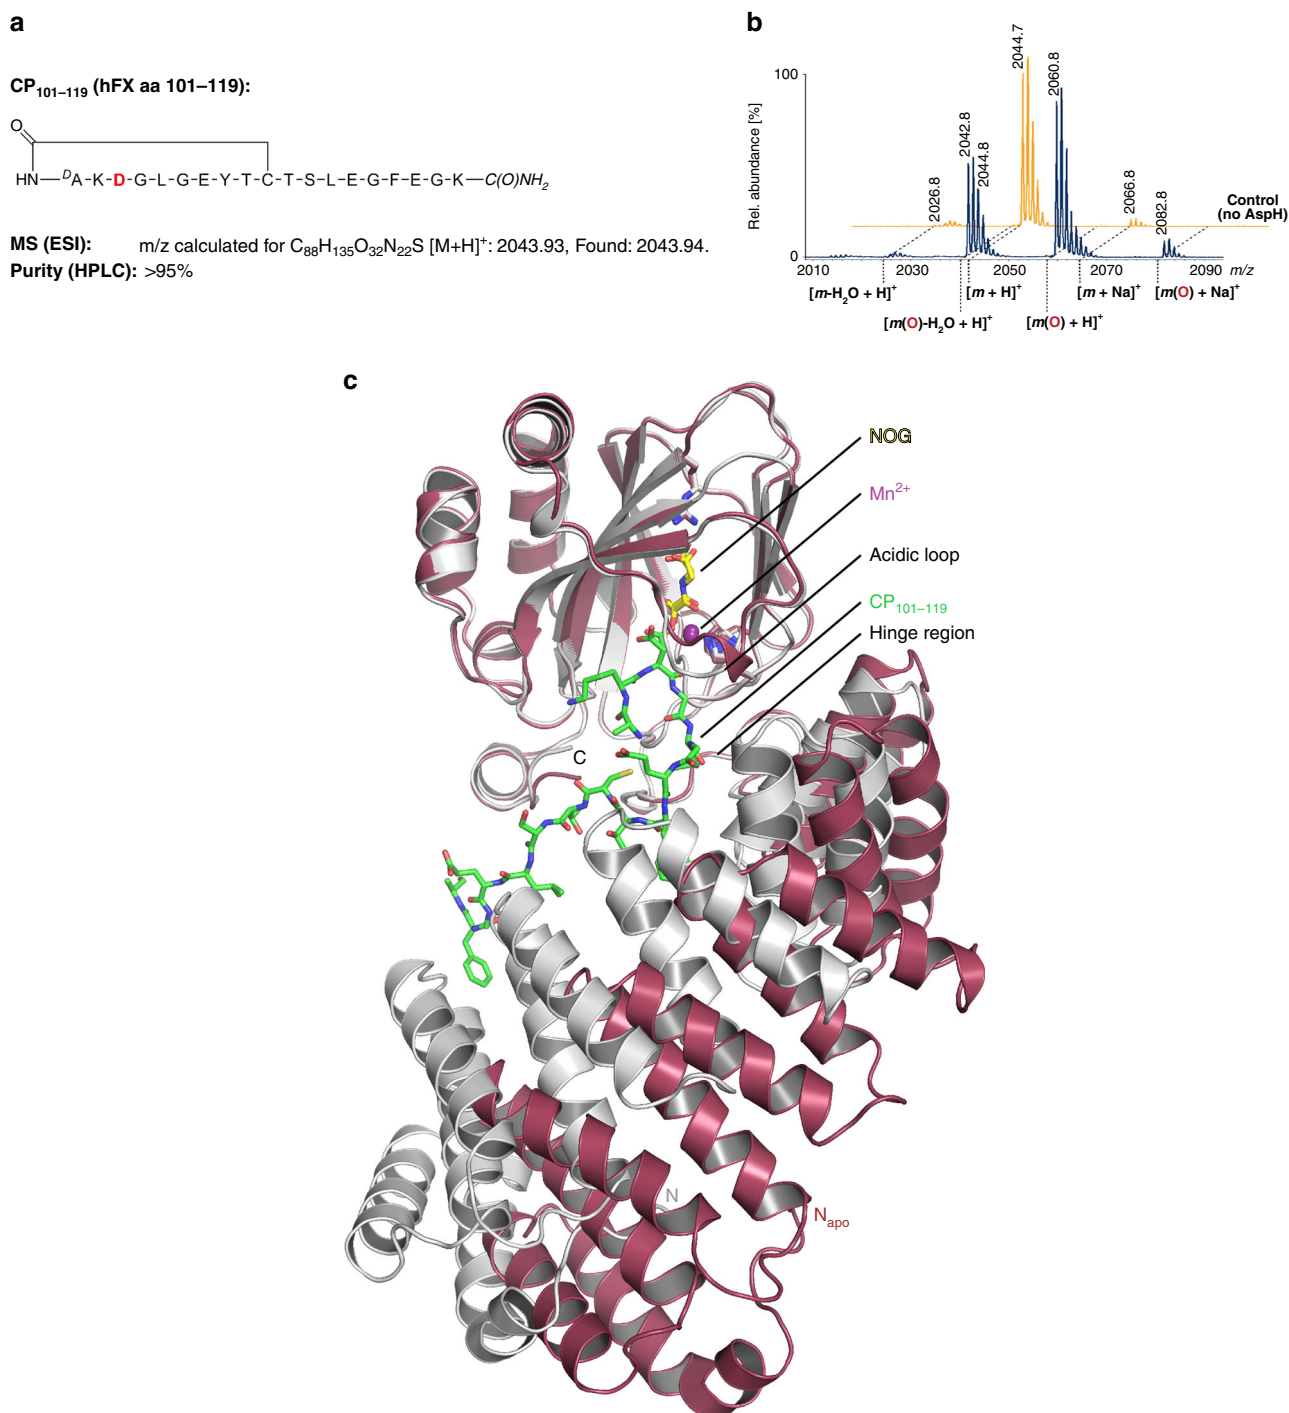 a
CP101–119 (hFX aa 101–119):
O
HN—DA-K-D-G-L-G-E-Y-T-C-T-S-L-E-G-F-E-G-K—C(O)NH2
MS (ESI): m/z calculated for C88H135O32N22S [M+H]+: 2043.93, Found: 2043.94.
Purity (HPLC): >95%
b
Rel. abundance [%]
100
0
2026.8
2042.8
2044.8
2044.7
2060.8
2066.8
2082.8
Control
(no AspH)
2010 2030 2050 2070 2090 m/z
[m-H2O + H]+ [m + H]+ [m + Na]+ [m(O) + Na]+
[m(O)-H2O + H]+ [m(O) + H]+
c
NOG
Mn2+
Acidic loop
CP101–119
Hinge region
C
N
Napo